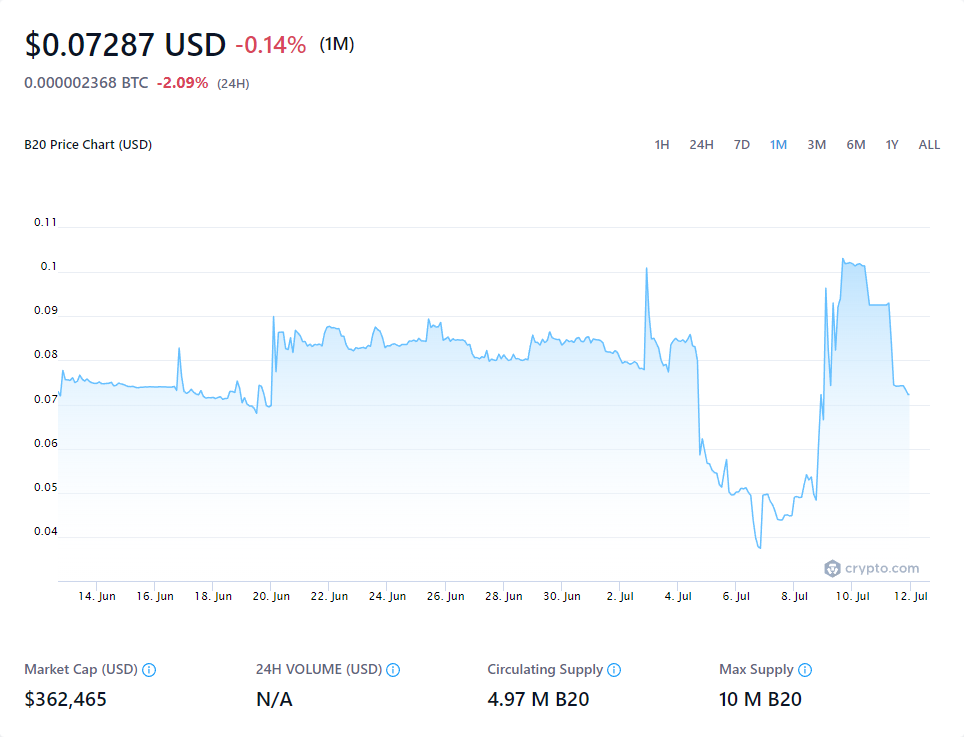 $0.07287 USD -0.14% (1M)
0.000002368 BTC -2.09% (24H)
B20 Price Chart (USD) 1H 24H 7D 1M 3M 6M 1Y ALL
0.11
0.1
0.09
0.08
0.07
0.06
0.05
0.04
crypto.com
14. Jun 16. Jun 18. Jun 20. Jun 22. Jun 24. Jun 26. Jun 28. Jun 30. Jun 2. Jul 4. Jul 6. Jul 8. Jul 10. Jul 12. Jul
Market Cap (USD) 24H VOLUME (USD) Circulating Supply Max Supply
$362,465 N/A 4.97 M B20 10 M B20